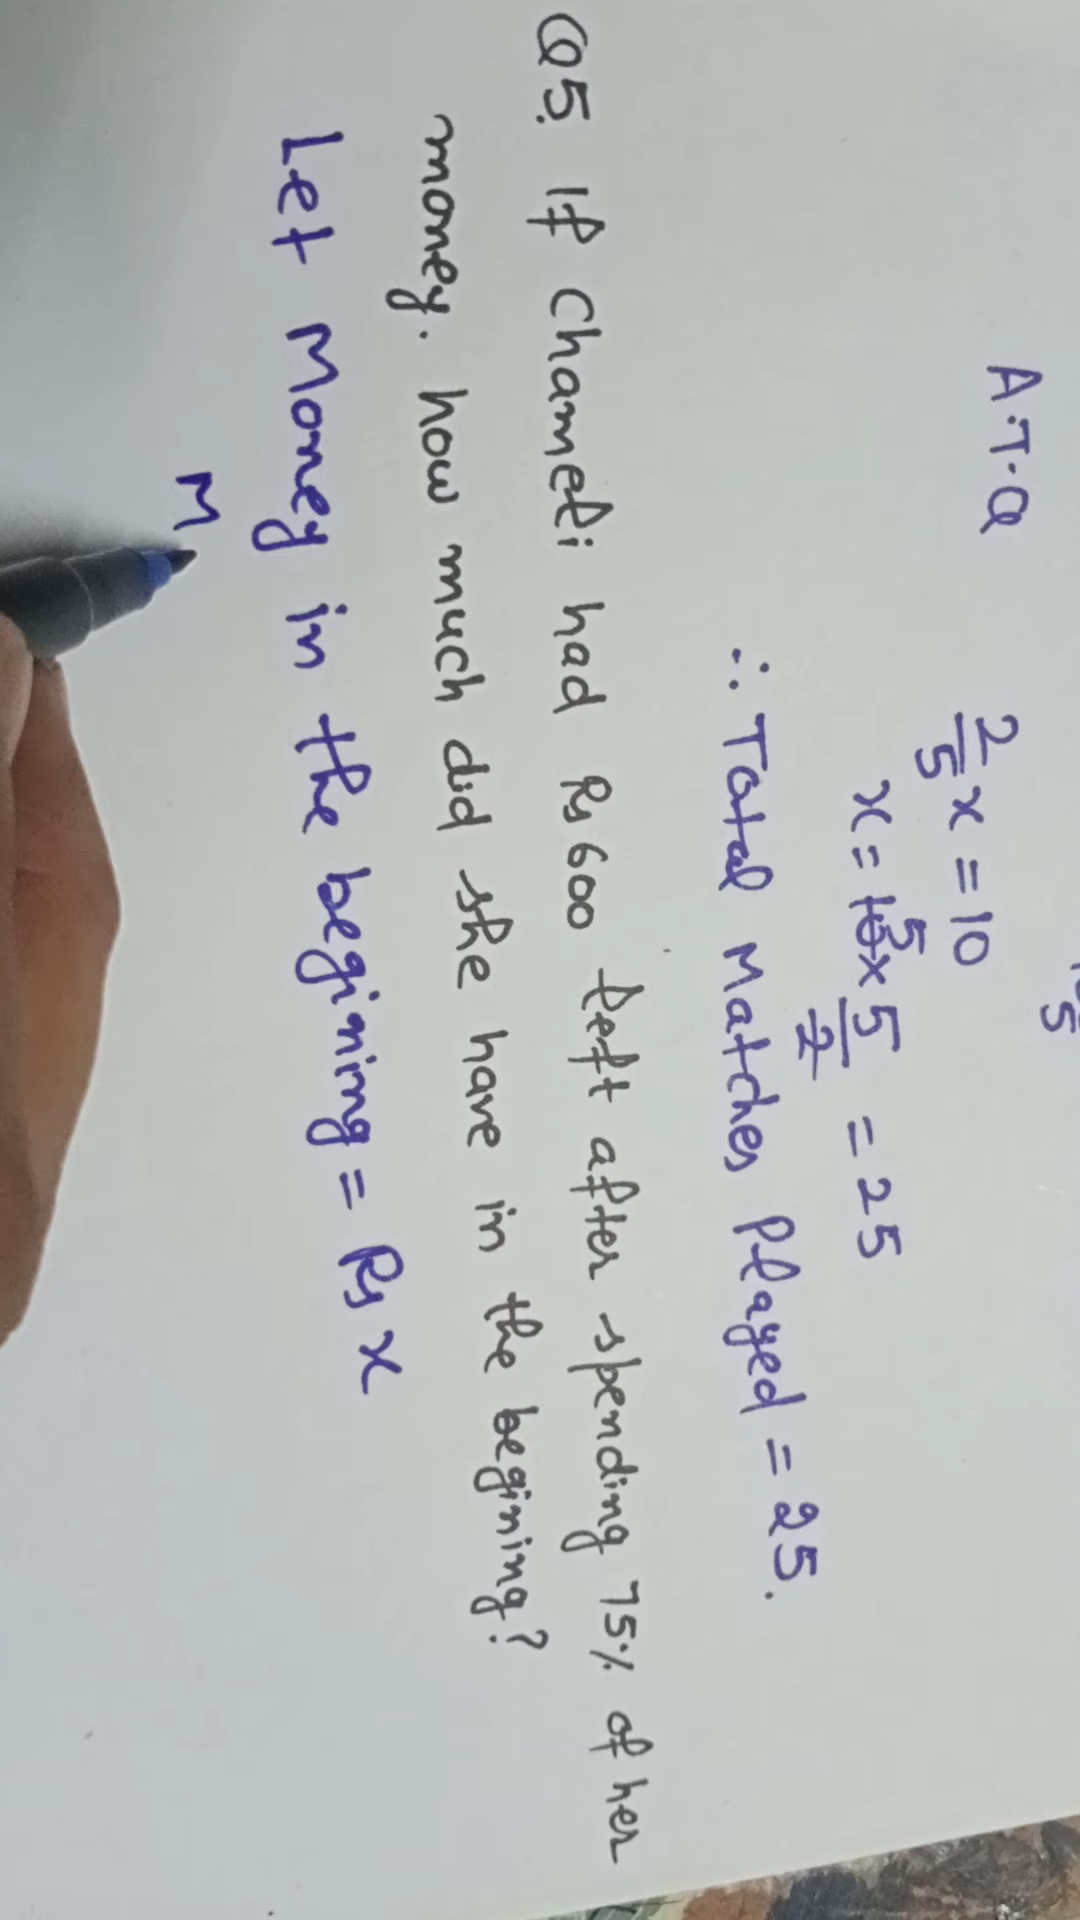 A.T.Q
2/5 x = 10
x = 10 5 × 5/2 = 25
∴ Total Matches Played = 25.
Q5. If Chameli had Rs 600 left after spending 75% of her
money. how much did she have in the begining?
Let Money in the begining = Rs x
M